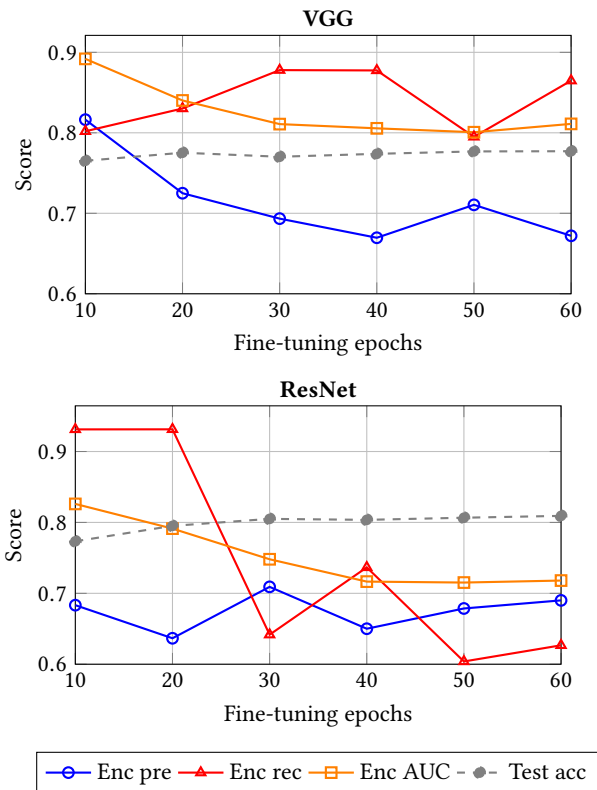 VGG
0.9
0.8
0.7
0.6
Score
10 20 30 40 50 60
Fine-tuning epochs
ResNet
0.9
0.8
0.7
0.6
Score
10 20 30 40 50 60
Fine-tuning epochs
Enc pre Enc rec Enc AUC Test acc